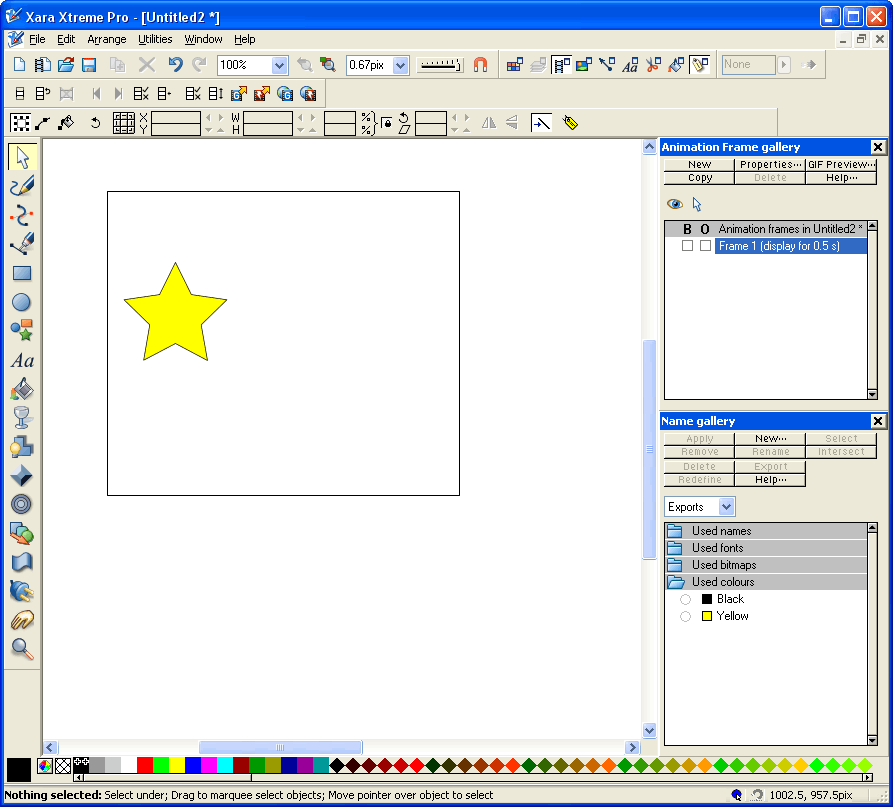 Xara Xtreme Pro - [Untitled2 *]
File Edit Arrange Utilities Window Help
100% 0.67pix None
X
Y
W
H
%
%
Animation Frame gallery
New Properties... GIF Preview...
Copy Delete Help...
B O Animation frames in Untitled2 *
Frame 1 (display for 0.5 s)
Aa
Name gallery
Apply New... Select
Remove Rename Intersect
Delete Export
Redefine Help...
Exports
Used names
Used fonts
Used bitmaps
Used colours
Black
Yellow
Nothing selected: Select under; Drag to marquee select objects; Move pointer over object to select 1002.5, 957.5pix